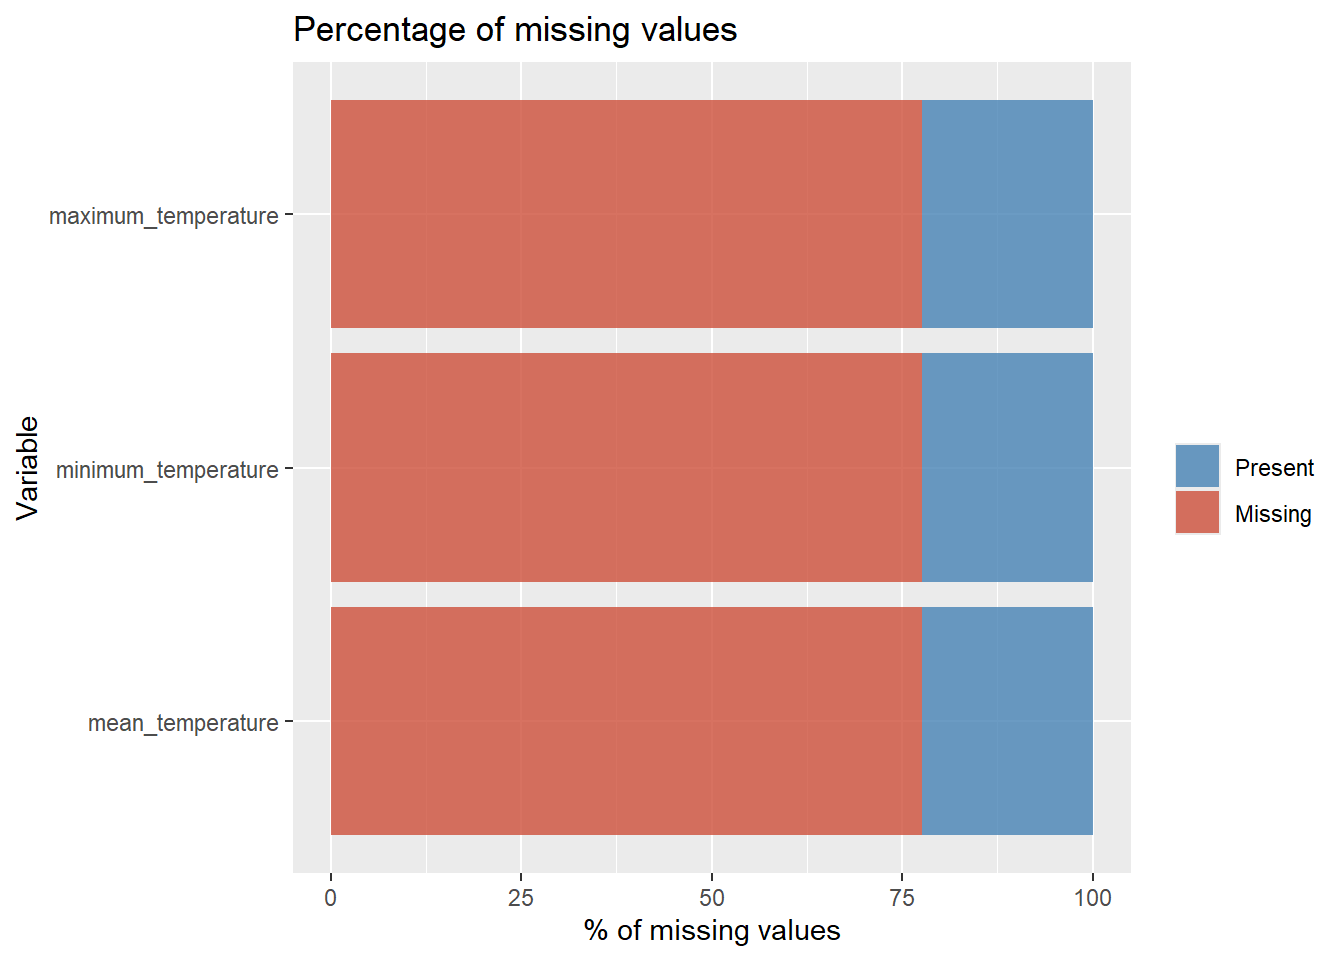 Percentage of missing values
maximum_temperature
minimum_temperature
mean_temperature
Variable
0 25 50 75 100
% of missing values
Present
Missing